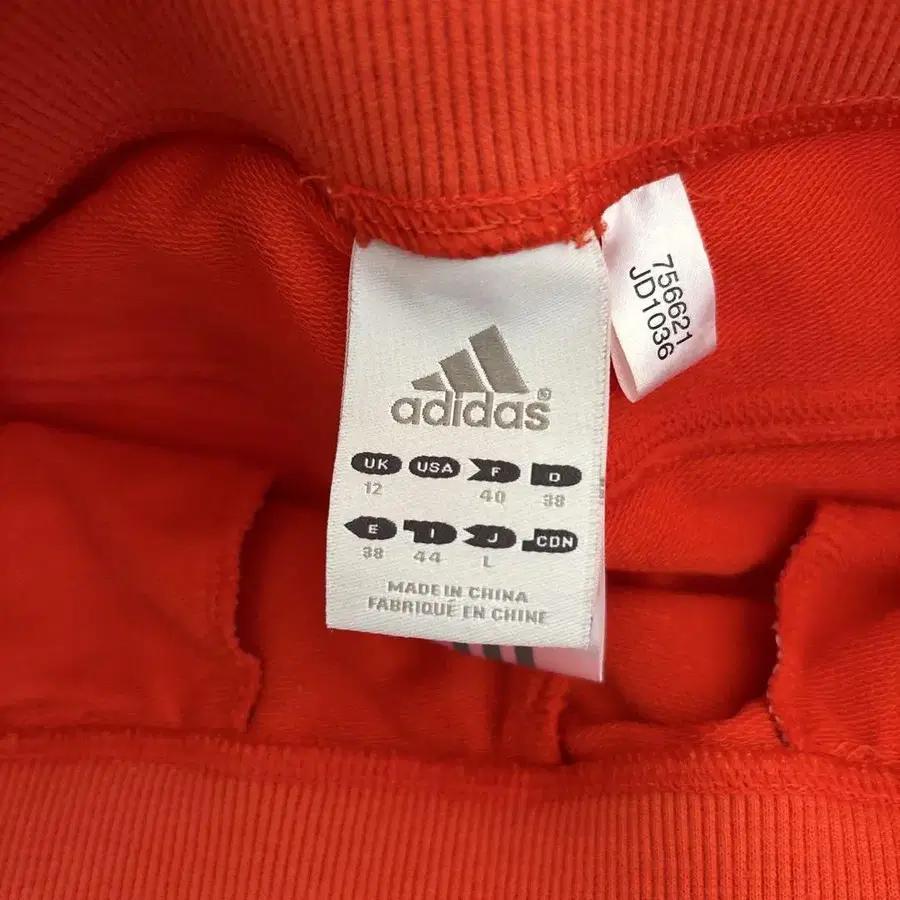 adidas®
UK USA F D
12 40 38
E I J CDN
38 44 L
MADE IN CHINA
FABRIQUÉ EN CHINE
756621
JD1036